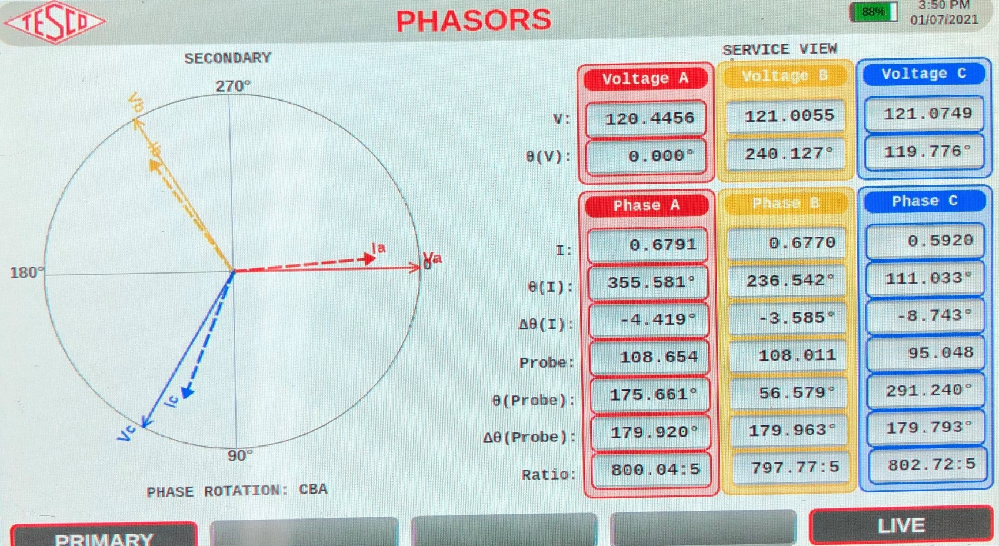 TESCO
PHASORS
88%
3:50 PM
01/07/2021
SECONDARY
270°
Vb
Ib
180°
Ia
Va
0°
Ic
Vc
90°
PHASE ROTATION: CBA
SERVICE VIEW
Voltage A Voltage B Voltage C
V: 120.4456 121.0055 121.0749
θ(V): 0.000° 240.127° 119.776°
Phase A Phase B Phase C
I: 0.6791 0.6770 0.5920
θ(I): 355.581° 236.542° 111.033°
Δθ(I): -4.419° -3.585° -8.743°
Probe: 108.654 108.011 95.048
θ(Probe): 175.661° 56.579° 291.240°
Δθ(Probe): 179.920° 179.963° 179.793°
Ratio: 800.04:5 797.77:5 802.72:5
PRIMARY
LIVE